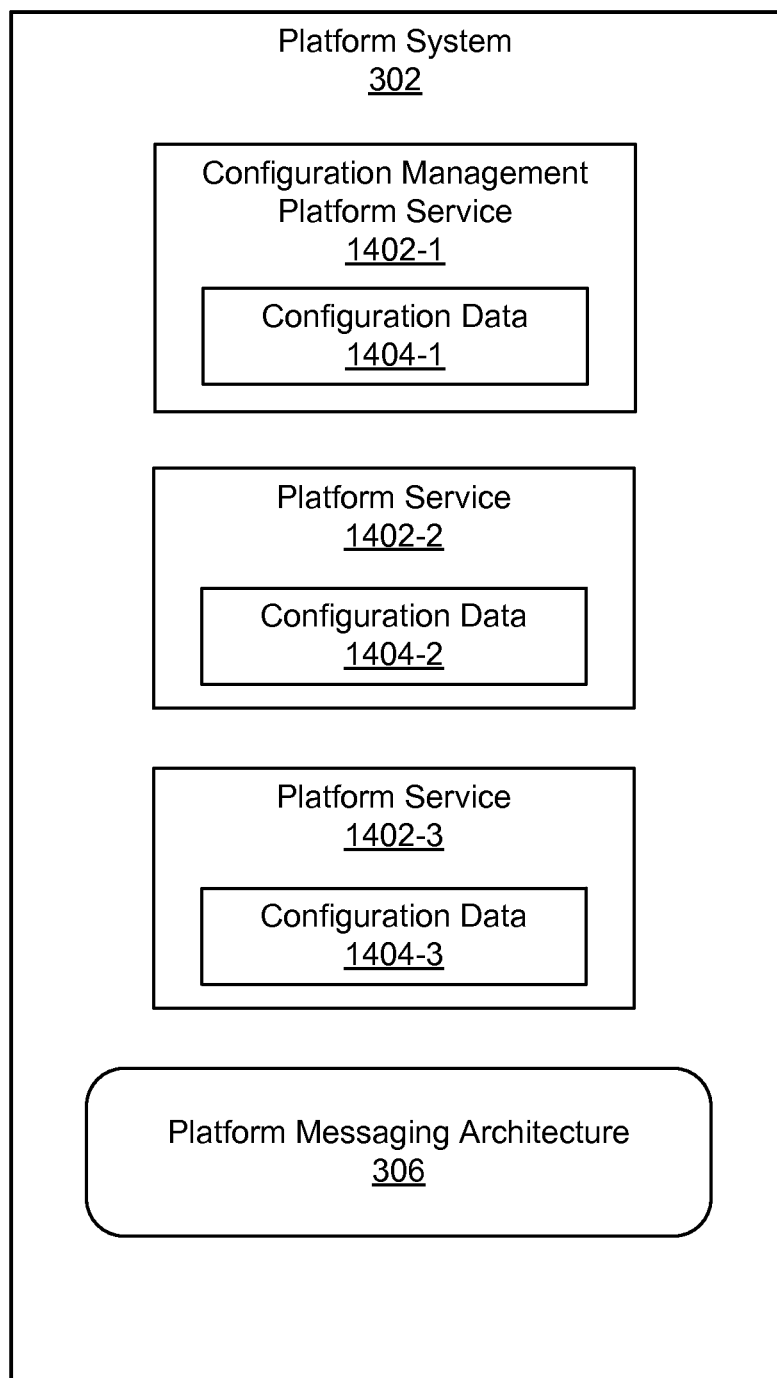 Platform System
302
Configuration Management
Platform Service
1402-1
Configuration Data
1404-1
Platform Service
1402-2
Configuration Data
1404-2
Platform Service
1402-3
Configuration Data
1404-3
Platform Messaging Architecture
306